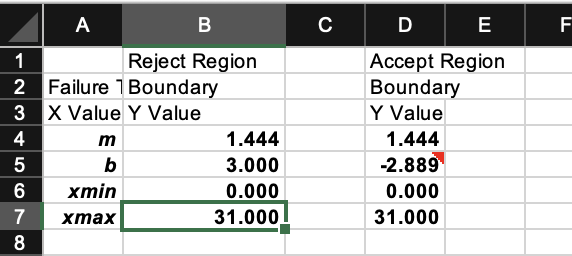 A B C D E F
1 Reject Region Accept Region
2 Failure Boundary Boundary
3 X Value Y Value Y Value
4 m 1.444 1.444
5 b 3.000 -2.889
6 xmin 0.000 0.000
7 xmax 31.000 31.000
8